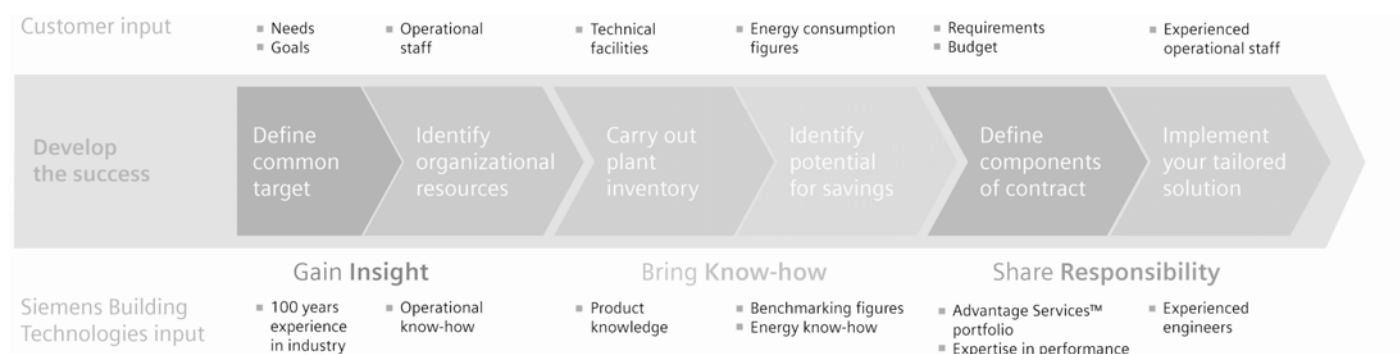 Customer input
▪ Needs
▪ Goals
▪ Operational
staff
▪ Technical
facilities
▪ Energy consumption
figures
▪ Requirements
▪ Budget
▪ Experienced
operational staff
Develop
the success
Define
common
target
Identify
organizational
resources
Carry out
plant
inventory
Identify
potential
for savings
Define
components
of contract
Implement
your tailored
solution
Gain Insight
Bring Know-how
Share Responsibility
Siemens Building
Technologies input
▪ 100 years
experience
in industry
▪ Operational
know-how
▪ Product
knowledge
▪ Benchmarking figures
▪ Energy know-how
▪ Advantage Services™
portfolio
▪ Expertise in performance
▪ Experienced
engineers